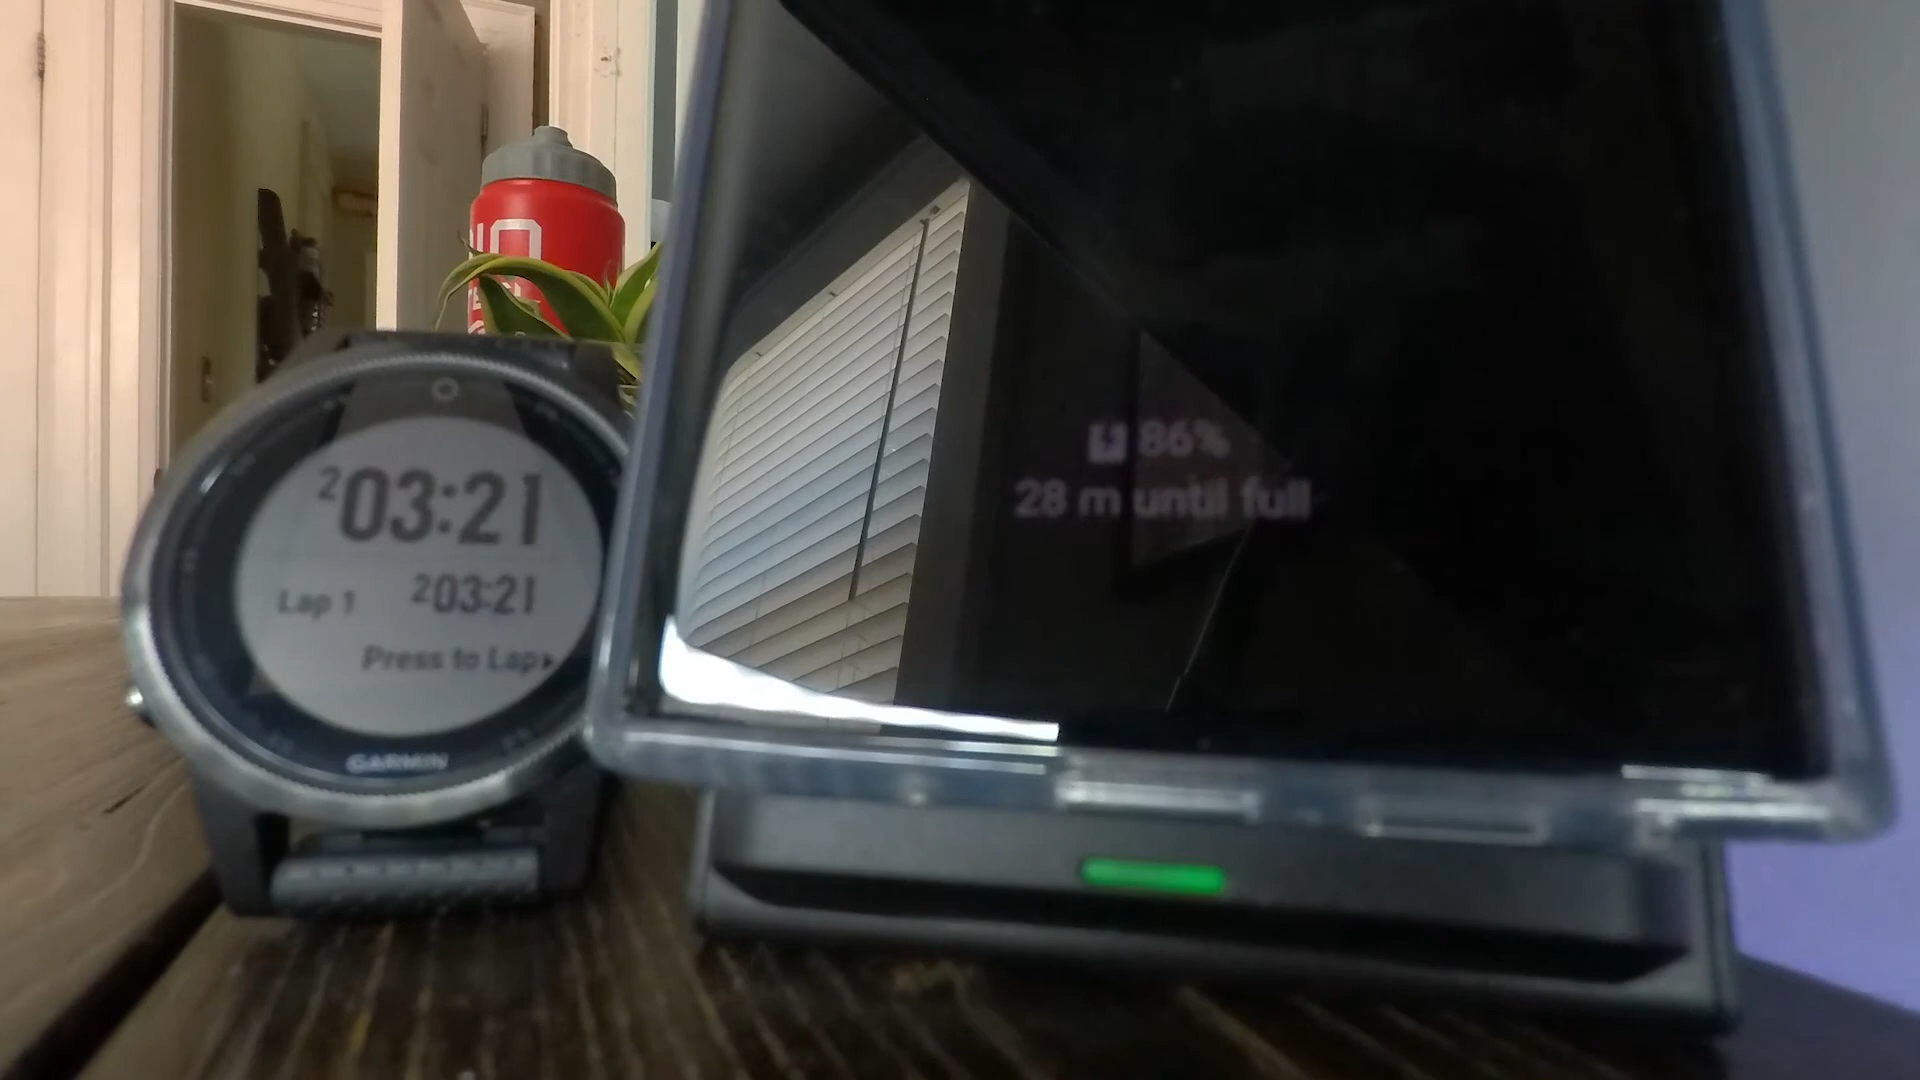 203:21
Lap 1 203:21
Press to Lap
GARMIN
86%
28 m until full